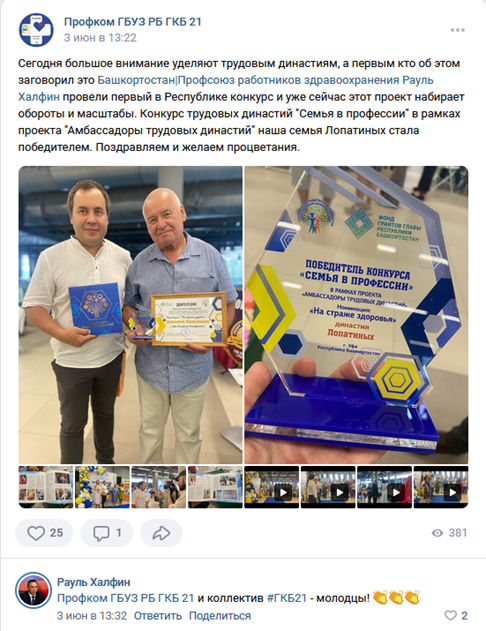 Профком ГБУЗ РБ ГКБ 21
3 июн в 13:22
Сегодня большое внимание уделяют трудовым династиям, а первым кто об этом
заговорил это Башкортостан|Профсоюз работников здравоохранения Рауль
Халфин провели первый в Республике конкурс и уже сейчас этот проект набирает
обороты и масштабы. Конкурс трудовых династий "Семья в профессии" в рамках
проекта "Амбассадоры трудовых династий" наша семья Лопатиных стала
победителем. Поздравляем и желаем процветания.
ДИПЛОМ
ФОНД
ГРАНТОВ ГЛАВЫ
РЕСПУБЛИКИ
БАШКОРТОСТАН
ПОБЕДИТЕЛЬ КОНКУРСА
"СЕМЬЯ В ПРОФЕССИИ"
В РАМКАХ ПРОЕКТА
«АМБАССАДОРЫ ТРУДОВЫХ ДИНАСТИЙ»
Номинация:
«На страже здоровья»
династия
Лопатиных
г. Уфа
Республика Башкортостан
25
1
381
Рауль Халфин
Профком ГБУЗ РБ ГКБ 21 и коллектив #ГКБ21 - молодцы! 👏👏👏
3 июн в 13:32 Ответить Поделиться
2